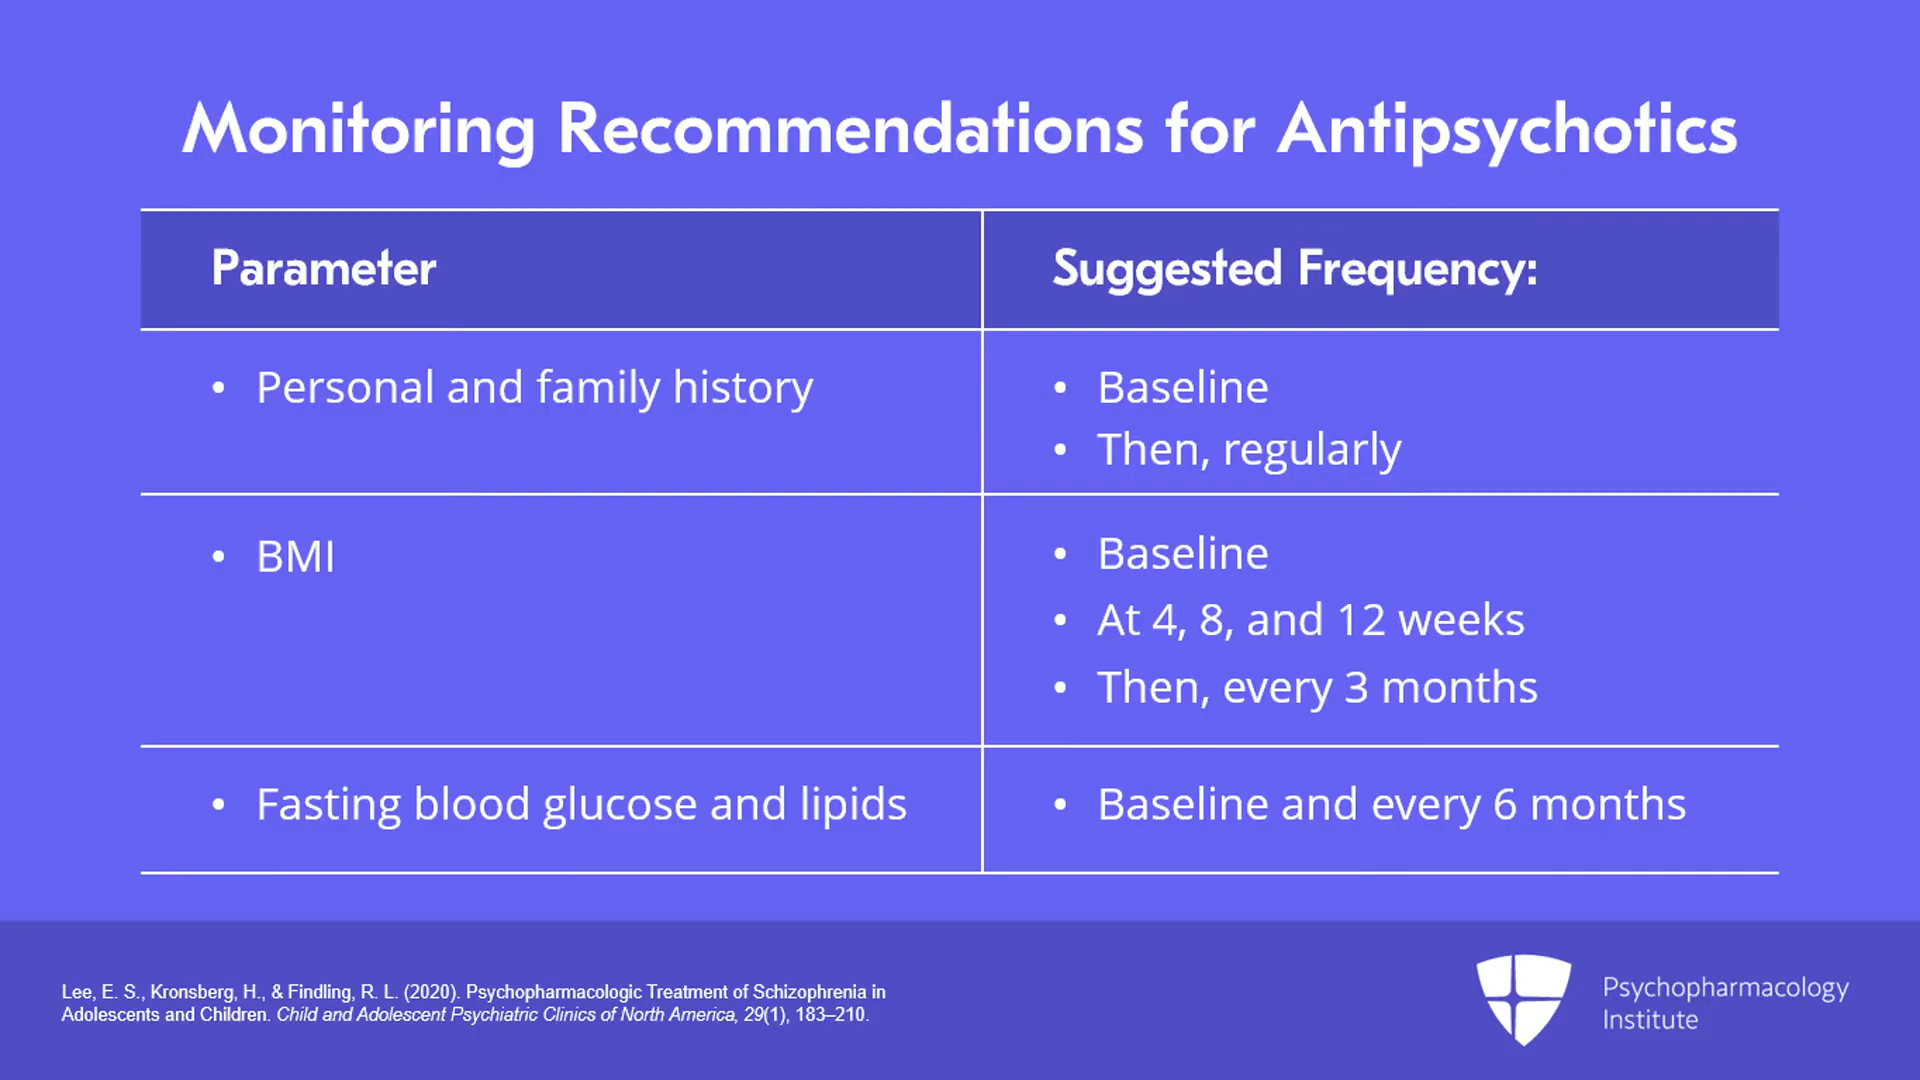 Monitoring Recommendations for Antipsychotics
Parameter
Suggested Frequency:
• Personal and family history
• Baseline
• Then, regularly
• BMI
• Baseline
• At 4, 8, and 12 weeks
• Then, every 3 months
• Fasting blood glucose and lipids
• Baseline and every 6 months
Lee, E. S., Kronsberg, H., & Findling, R. L. (2020). Psychopharmacologic Treatment of Schizophrenia in
Adolescents and Children. Child and Adolescent Psychiatric Clinics of North America, 29(1), 183–210.
Psychopharmacology
Institute